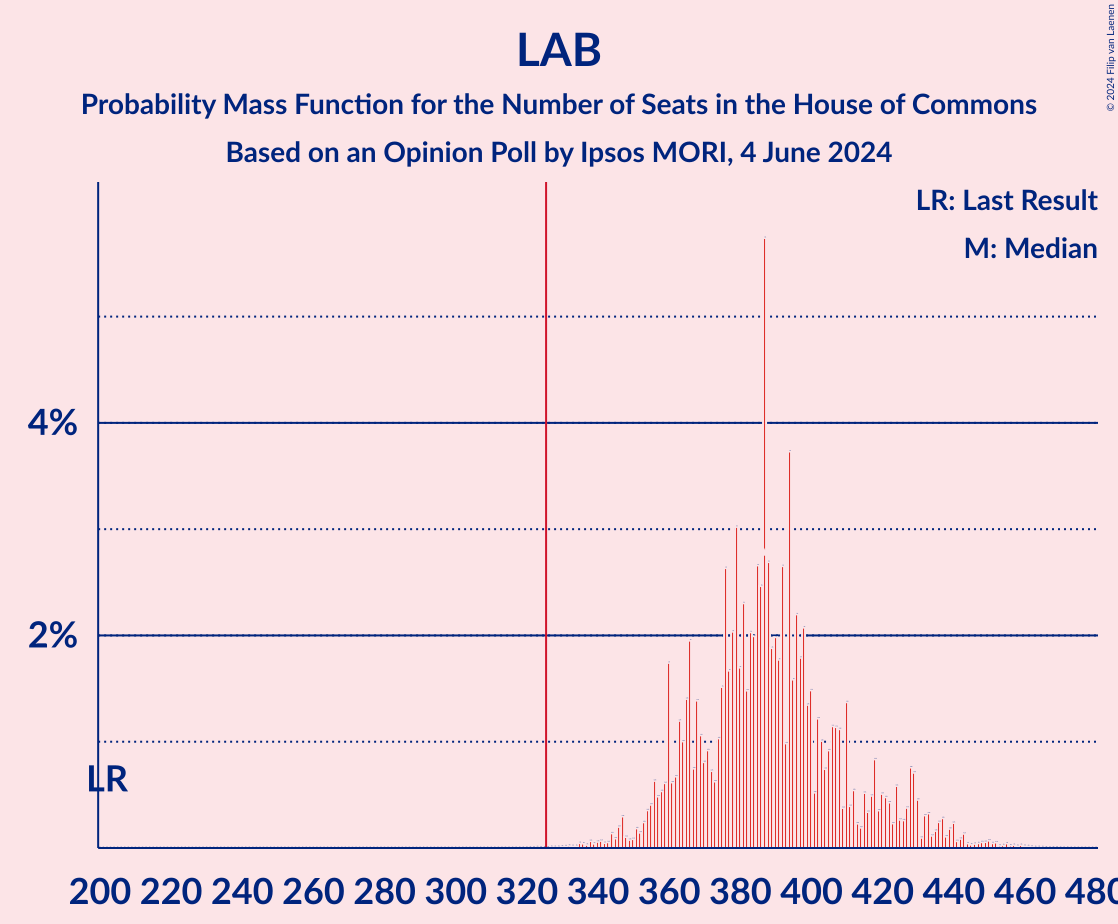 LAB
Probability Mass Function for the Number of Seats in the House of Commons
Based on an Opinion Poll by Ipsos MORI, 4 June 2024
© 2024 Filip van Laenen
LR: Last Result
M: Median
4%
2%
LR
200 220 240 260 280 300 320 340 360 380 400 420 440 460 480